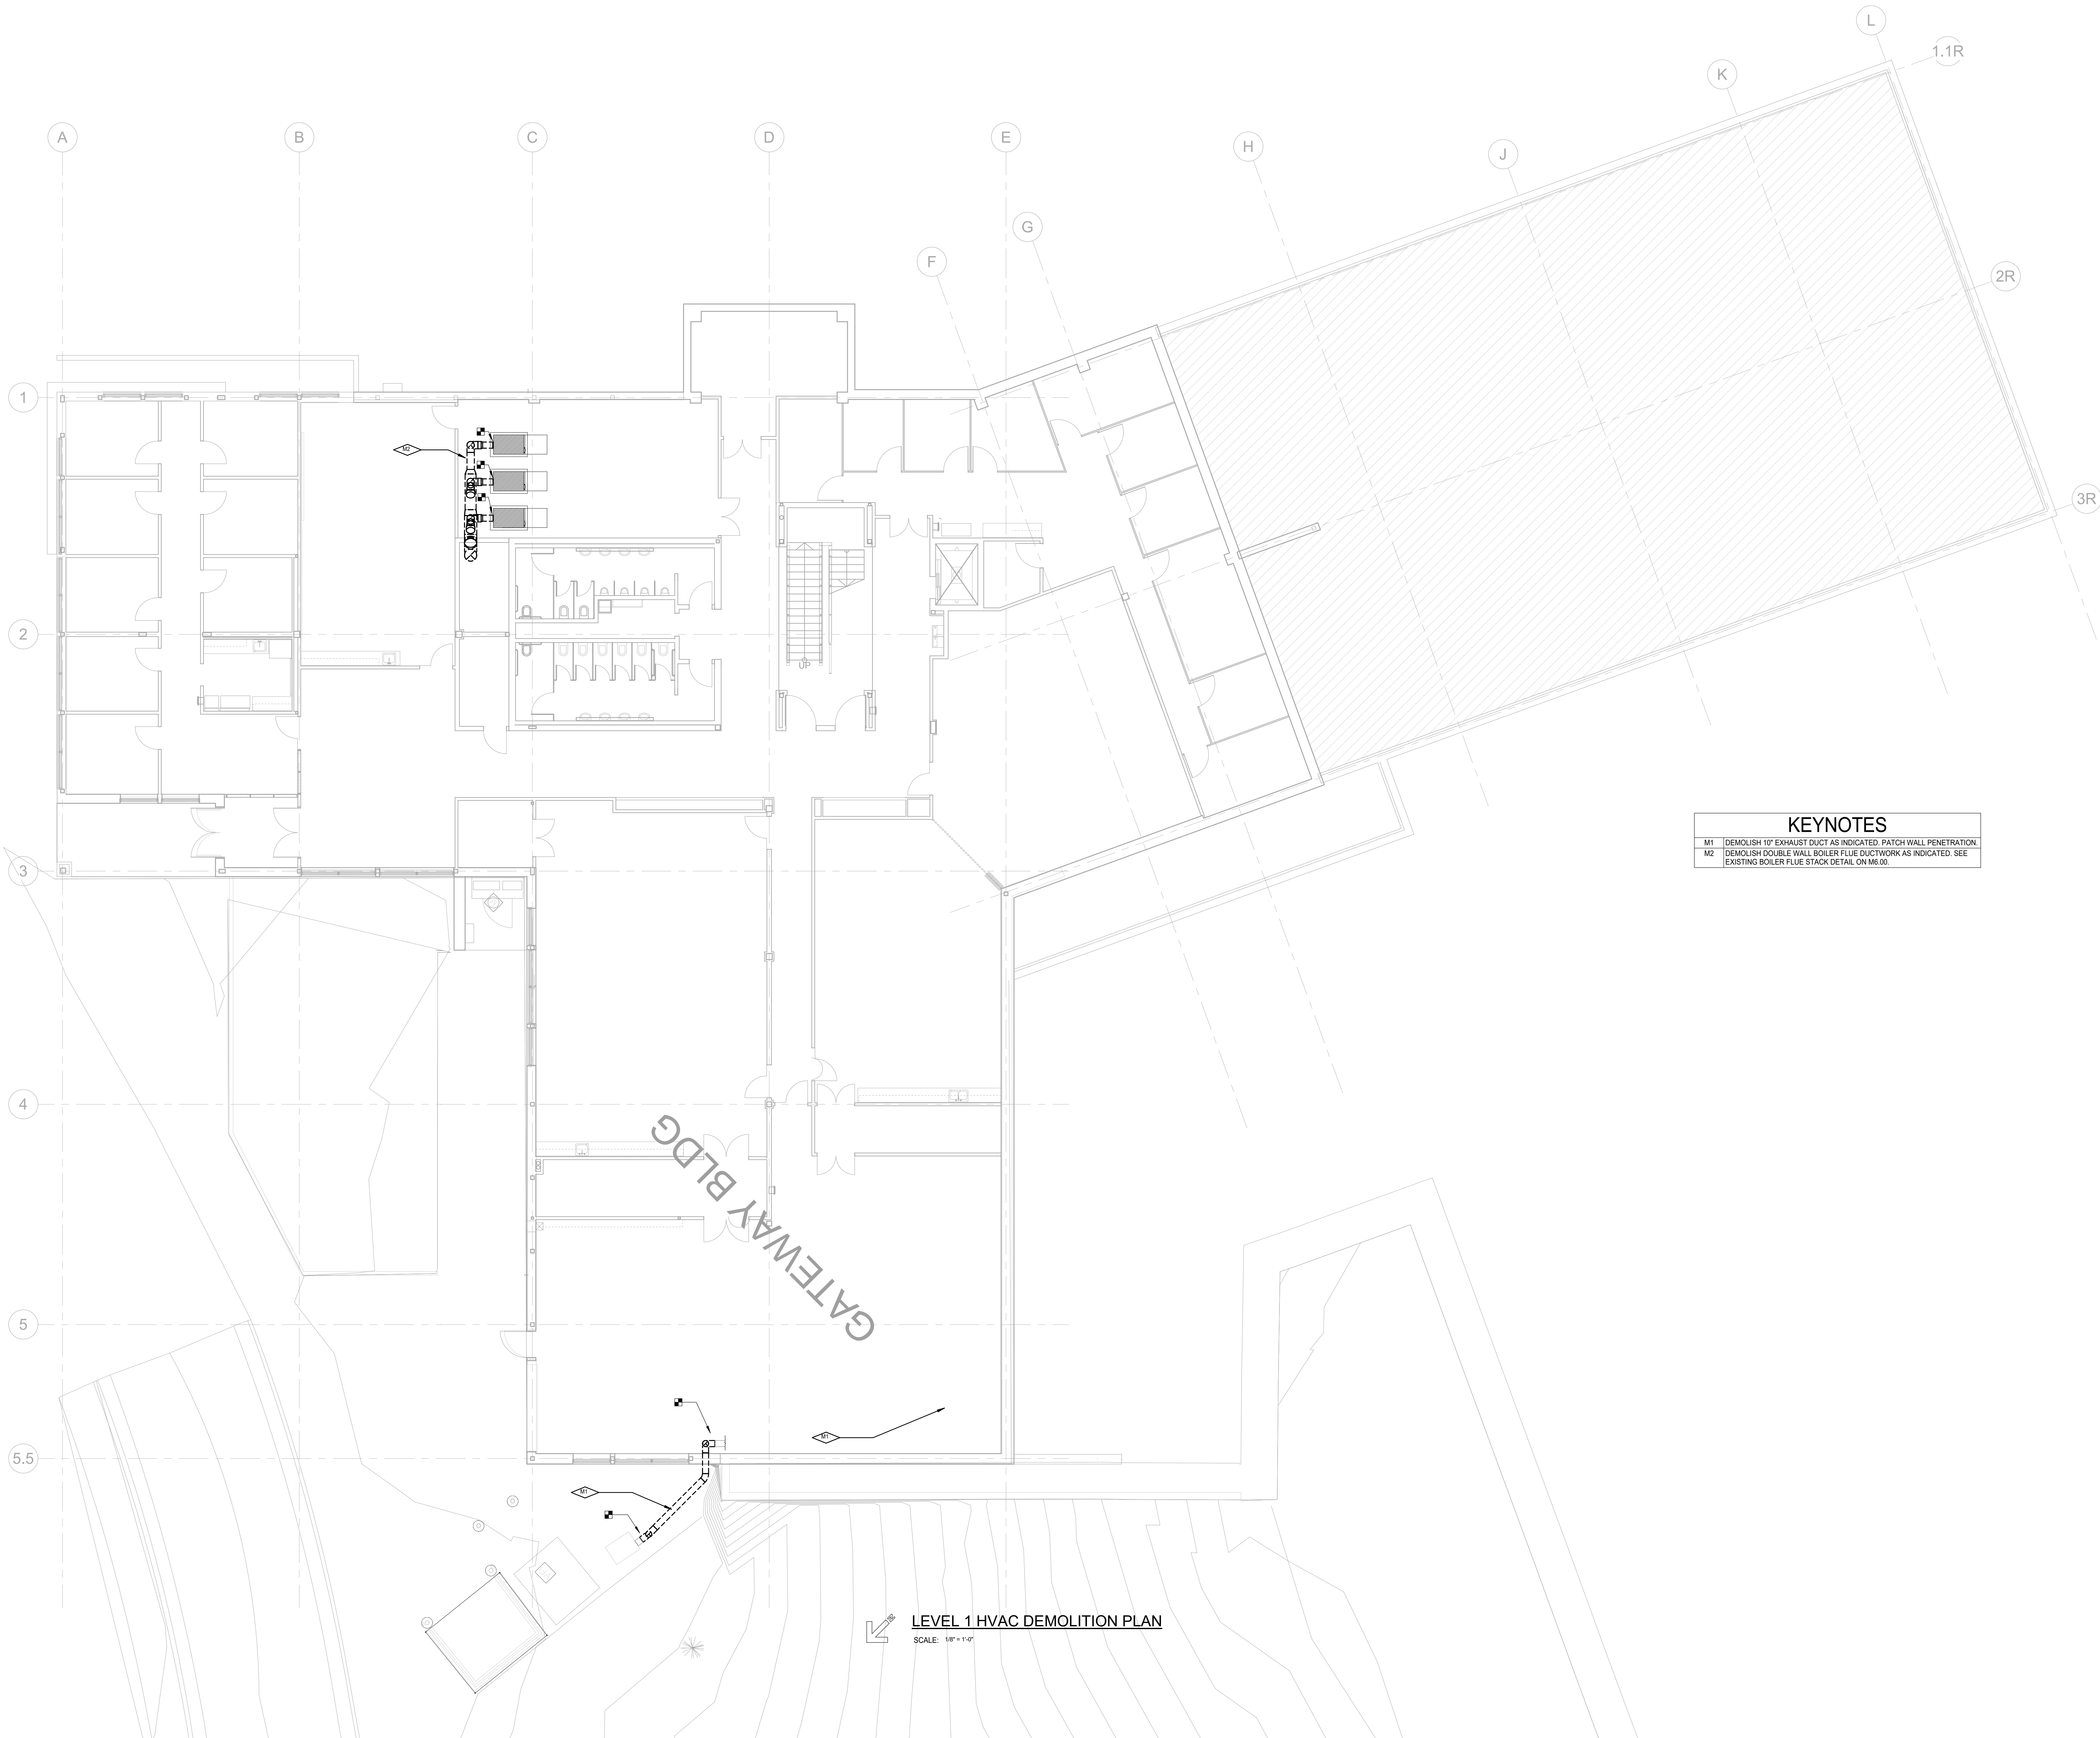 L
1.1R
K
A
B
C
D
E
H
J
G
F
2R
1
M2
3R
2
UP
KEYNOTES
M1 DEMOLISH 10" EXHAUST DUCT AS INDICATED. PATCH WALL PENETRATION.
M2 DEMOLISH DOUBLE WALL BOILER FLUE DUCTWORK AS INDICATED. SEE
EXISTING BOILER FLUE STACK DETAIL ON M6.00.
3
4
GATEWAY BLDG
5
M1
5.5
M1
LEVEL 1 HVAC DEMOLITION PLAN
SCALE: 1/8" = 1'-0"